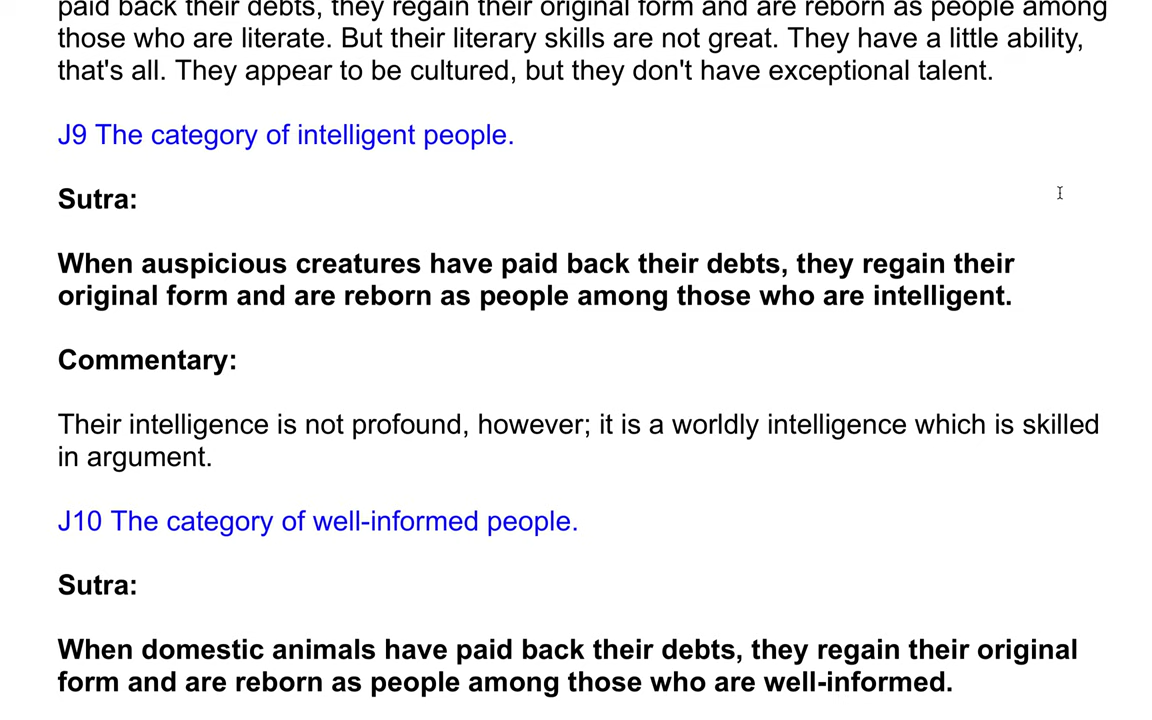 paid back their debts, they regain their original form and are reborn as people among
those who are literate. But their literary skills are not great. They have a little ability,
that's all. They appear to be cultured, but they don't have exceptional talent.
J9 The category of intelligent people.
Sutra:
When auspicious creatures have paid back their debts, they regain their
original form and are reborn as people among those who are intelligent.
Commentary:
Their intelligence is not profound, however; it is a worldly intelligence which is skilled
in argument.
J10 The category of well-informed people.
Sutra:
When domestic animals have paid back their debts, they regain their original
form and are reborn as people among those who are well-informed.